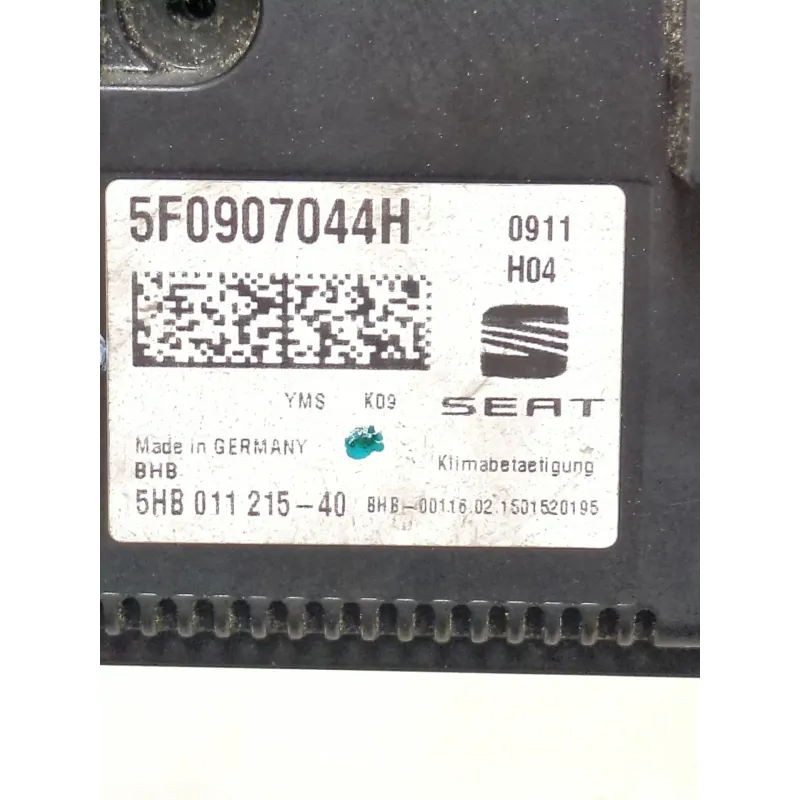 5F0907044H 0911
H04
SEAT
YMS K09
Made in GERMANY
BHB
Klimabetaetigung
5HB 011 215-40 BHB-00116.02.1501520195